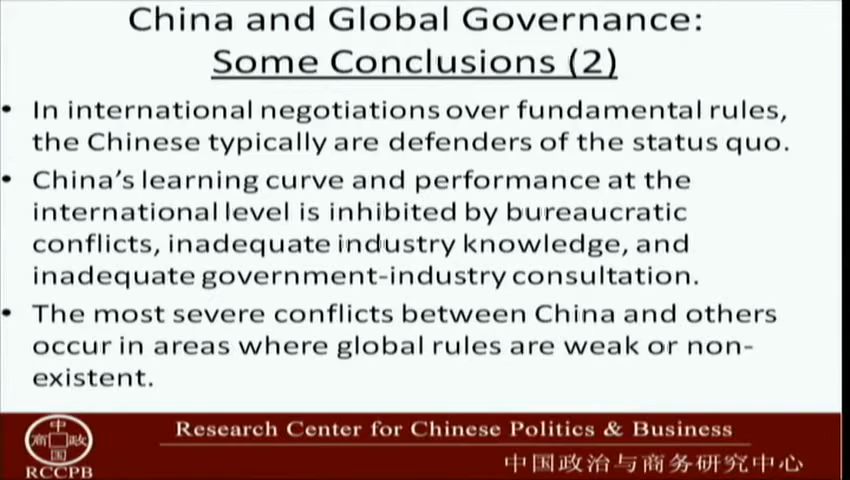 China and Global Governance:
Some Conclusions (2)
• In international negotiations over fundamental rules,
the Chinese typically are defenders of the status quo.
• China's learning curve and performance at the
international level is inhibited by bureaucratic
conflicts, inadequate industry knowledge, and
inadequate government-industry consultation.
• The most severe conflicts between China and others
occur in areas where global rules are weak or non-
existent.
中
商 政
国
RCCPB
Research Center for Chinese Politics & Business
中国政治与商务研究中心